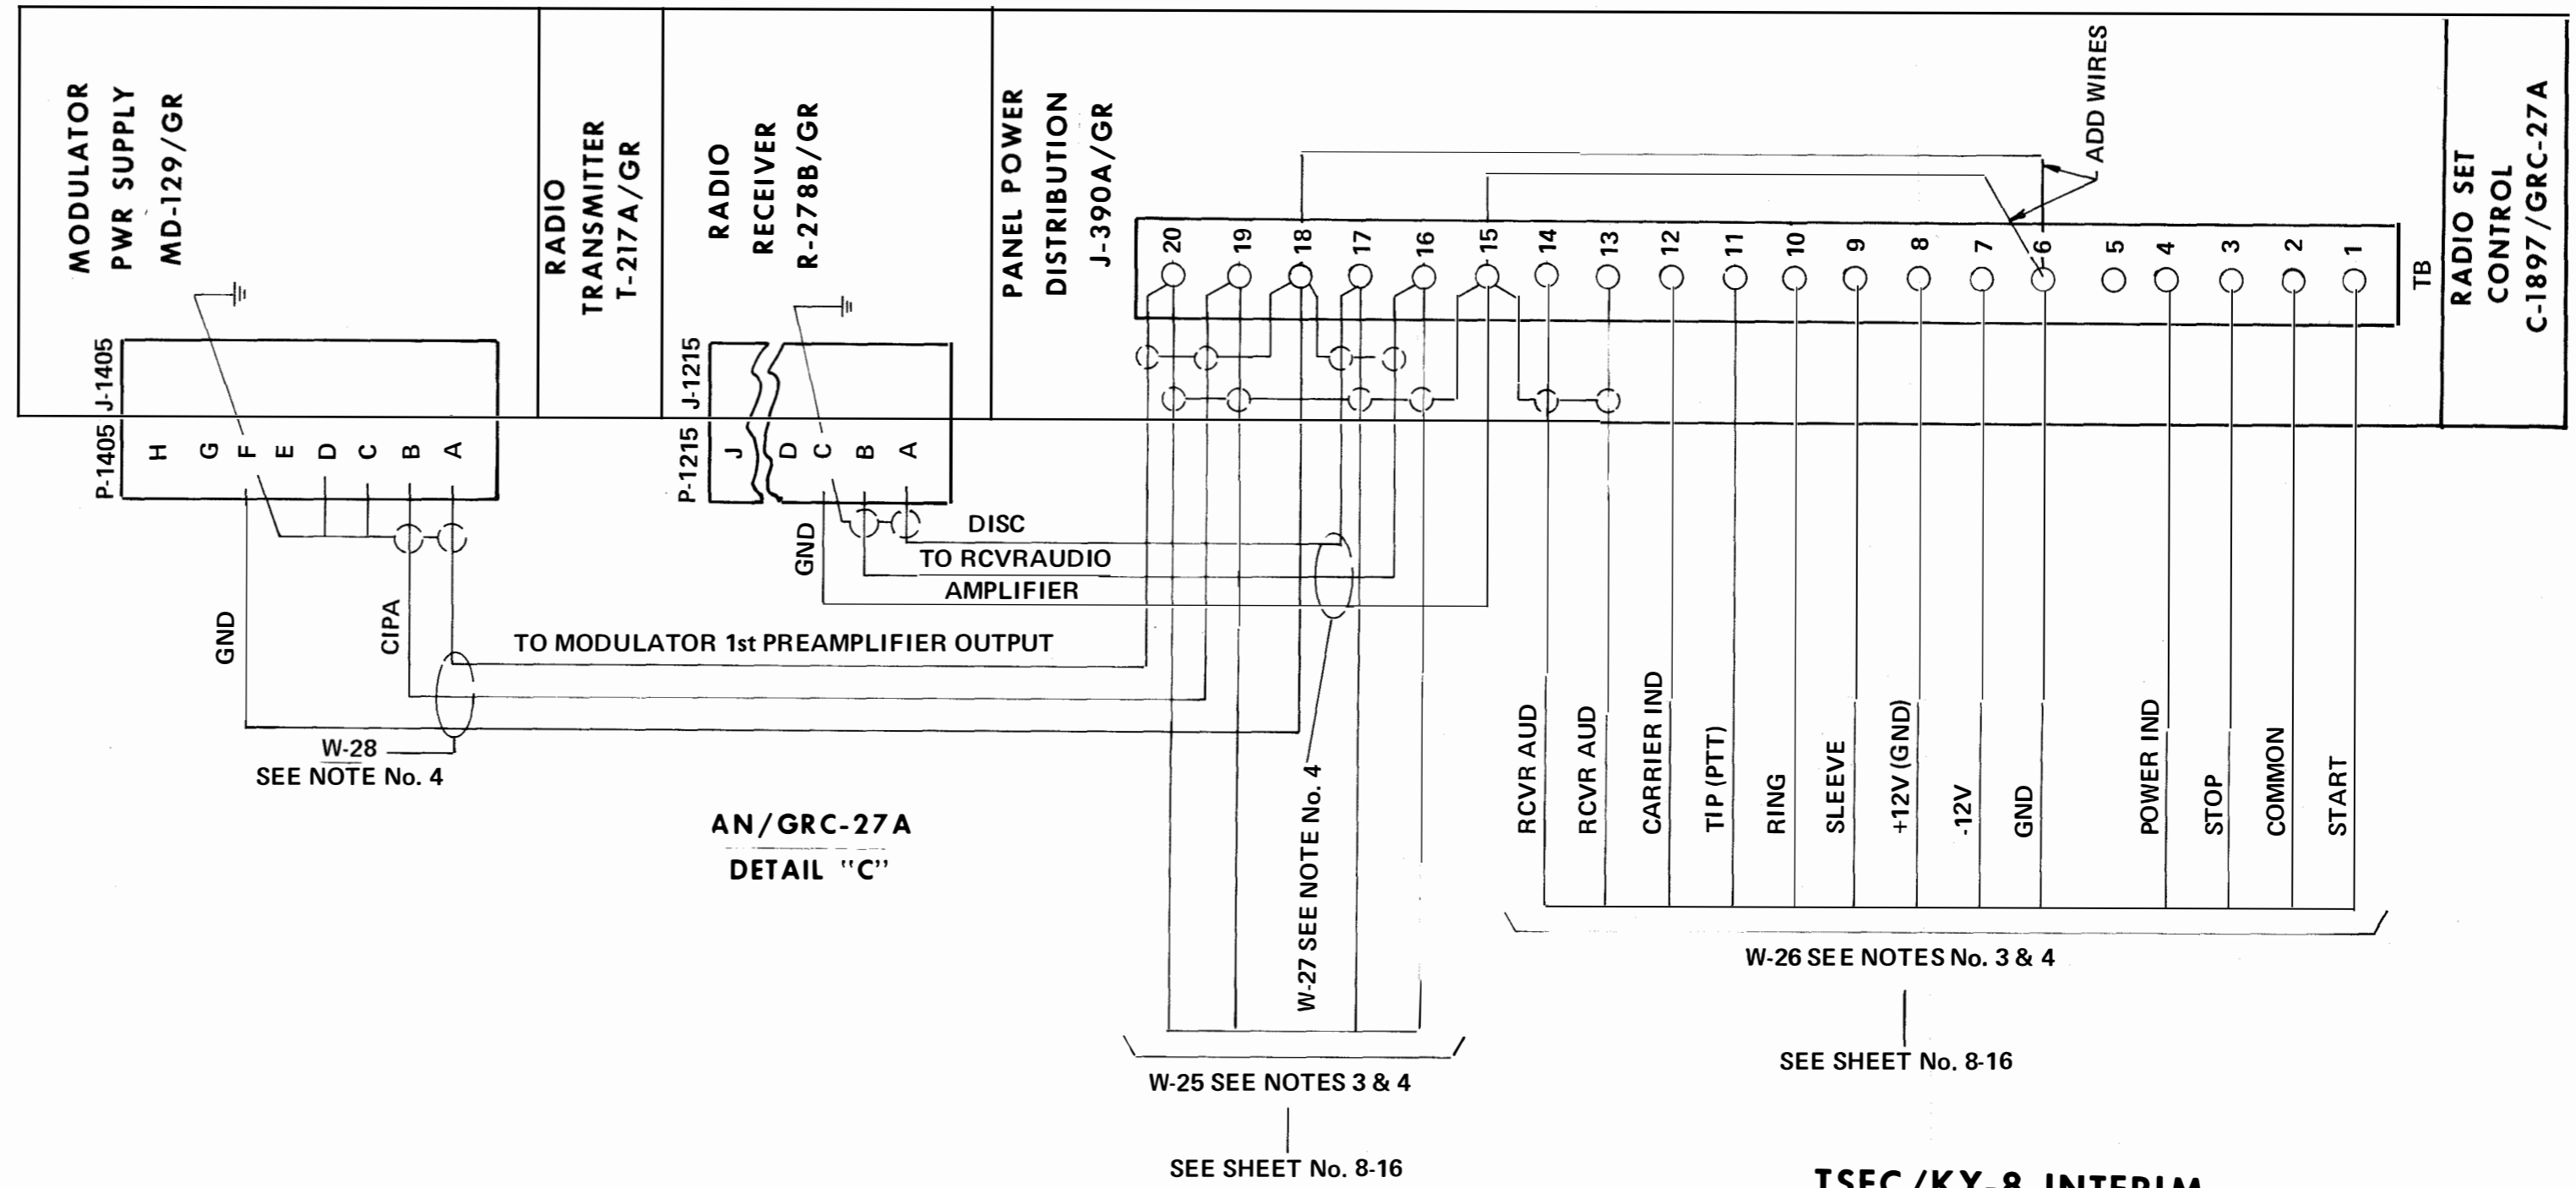 MODULATOR
PWR SUPPLY
MD-129/GR
RADIO
TRANSMITTER
T-217A/GR
RADIO
RECEIVER
R-278B/GR
PANEL POWER
DISTRIBUTION
J-390A/GR
ADD WIRES
RADIO SET
CONTROL
C-1897/GRC-27A
20 19 18 17 16 15 14 13 12 11 10 9 8 7 6 5 4 3 2 1
TB
J-1405
P-1405
H G F E D C B A
J-1215
P-1215
J D C B A
GND
DISC
TO RCVRAUDIO
AMPLIFIER
GND
CIPA
TO MODULATOR 1st PREAMPLIFIER OUTPUT
W-28
SEE NOTE No. 4
AN/GRC-27A
DETAIL "C"
W-27 SEE NOTE No. 4
RCVR AUD
RCVR AUD
CARRIER IND
TIP (PTT)
RING
SLEEVE
+12V (GND)
-12V
GND
POWER IND
STOP
COMMON
START
W-26 SEE NOTES No. 3 & 4
SEE SHEET No. 8-16
W-25 SEE NOTES 3 & 4
SEE SHEET No. 8-16
TSEC/KY-8 INTERIM